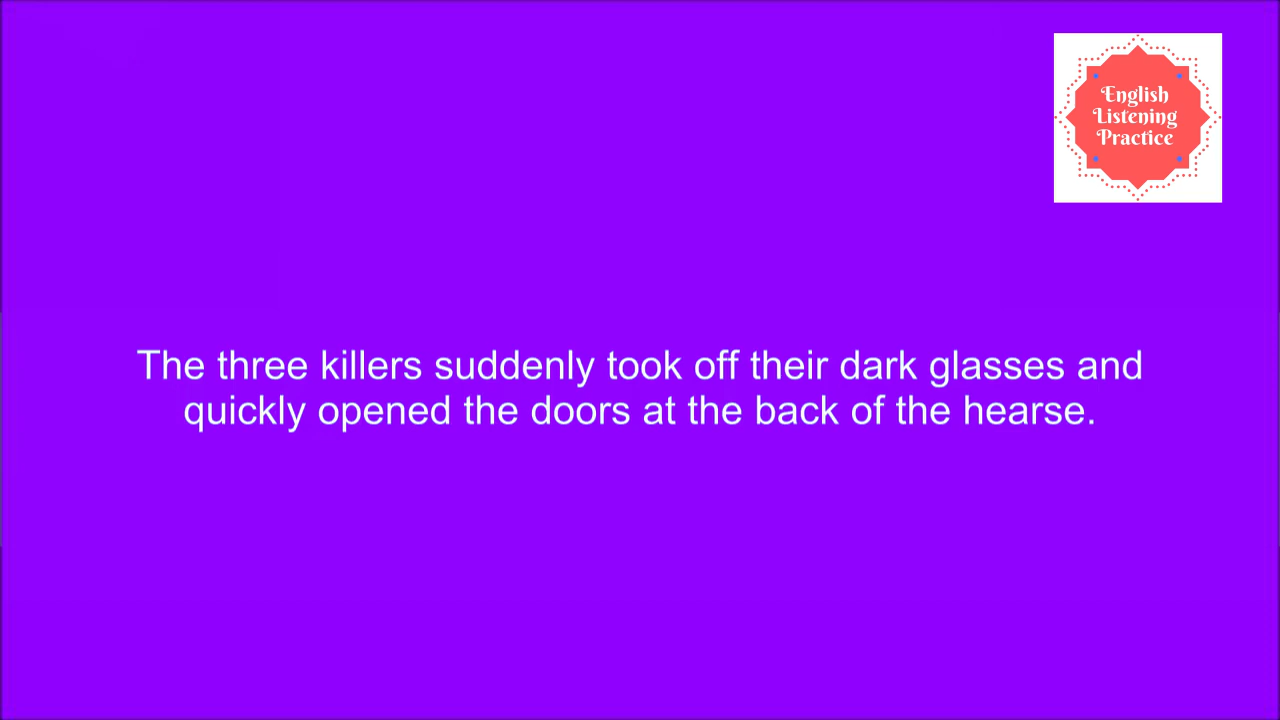 English
Listening
Practice
The three killers suddenly took off their dark glasses and
quickly opened the doors at the back of the hearse.